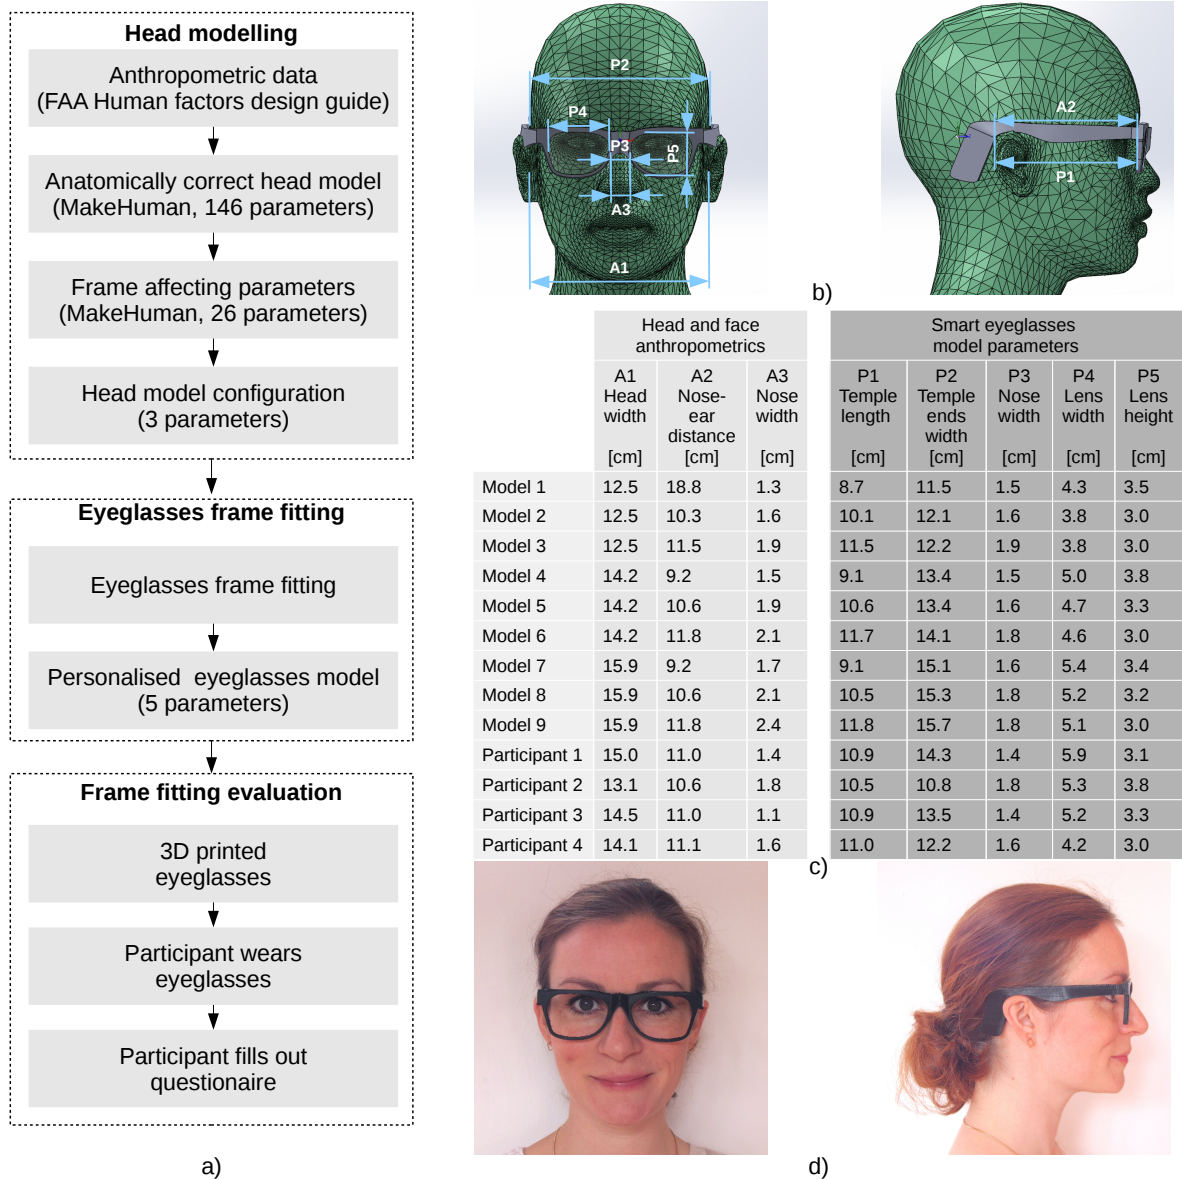 Head modelling
Anthropometric data
(FAA Human factors design guide)
Anatomically correct head model
(MakeHuman, 146 parameters)
Frame affecting parameters
(MakeHuman, 26 parameters)
Head model configuration
(3 parameters)
Eyeglasses frame fitting
Eyeglasses frame fitting
Personalised eyeglasses model
(5 parameters)
Frame fitting evaluation
3D printed
eyeglasses
Participant wears
eyeglasses
Participant fills out
questionaire
a)
P2
P4
P3
P5
A3
A1
A2
P1
b)
Head and face
anthropometrics
Smart eyeglasses
model parameters
A1 Head width [cm]
A2 Nose-ear distance [cm]
A3 Nose width [cm]
P1 Temple length [cm]
P2 Temple ends width [cm]
P3 Nose width [cm]
P4 Lens width [cm]
P5 Lens height [cm]
Model 1 12.5 18.8 1.3 8.7 11.5 1.5 4.3 3.5
Model 2 12.5 10.3 1.6 10.1 12.1 1.6 3.8 3.0
Model 3 12.5 11.5 1.9 11.5 12.2 1.9 3.8 3.0
Model 4 14.2 9.2 1.5 9.1 13.4 1.5 5.0 3.8
Model 5 14.2 10.6 1.9 10.6 13.4 1.6 4.7 3.3
Model 6 14.2 11.8 2.1 11.7 14.1 1.8 4.6 3.0
Model 7 15.9 9.2 1.7 9.1 15.1 1.6 5.4 3.4
Model 8 15.9 10.6 2.1 10.5 15.3 1.8 5.2 3.2
Model 9 15.9 11.8 2.4 11.8 15.7 1.8 5.1 3.0
Participant 1 15.0 11.0 1.4 10.9 14.3 1.4 5.9 3.1
Participant 2 13.1 10.6 1.8 10.5 10.8 1.8 5.3 3.8
Participant 3 14.5 11.0 1.1 10.9 13.5 1.4 5.2 3.3
Participant 4 14.1 11.1 1.6 11.0 12.2 1.6 4.2 3.0
c)
d)